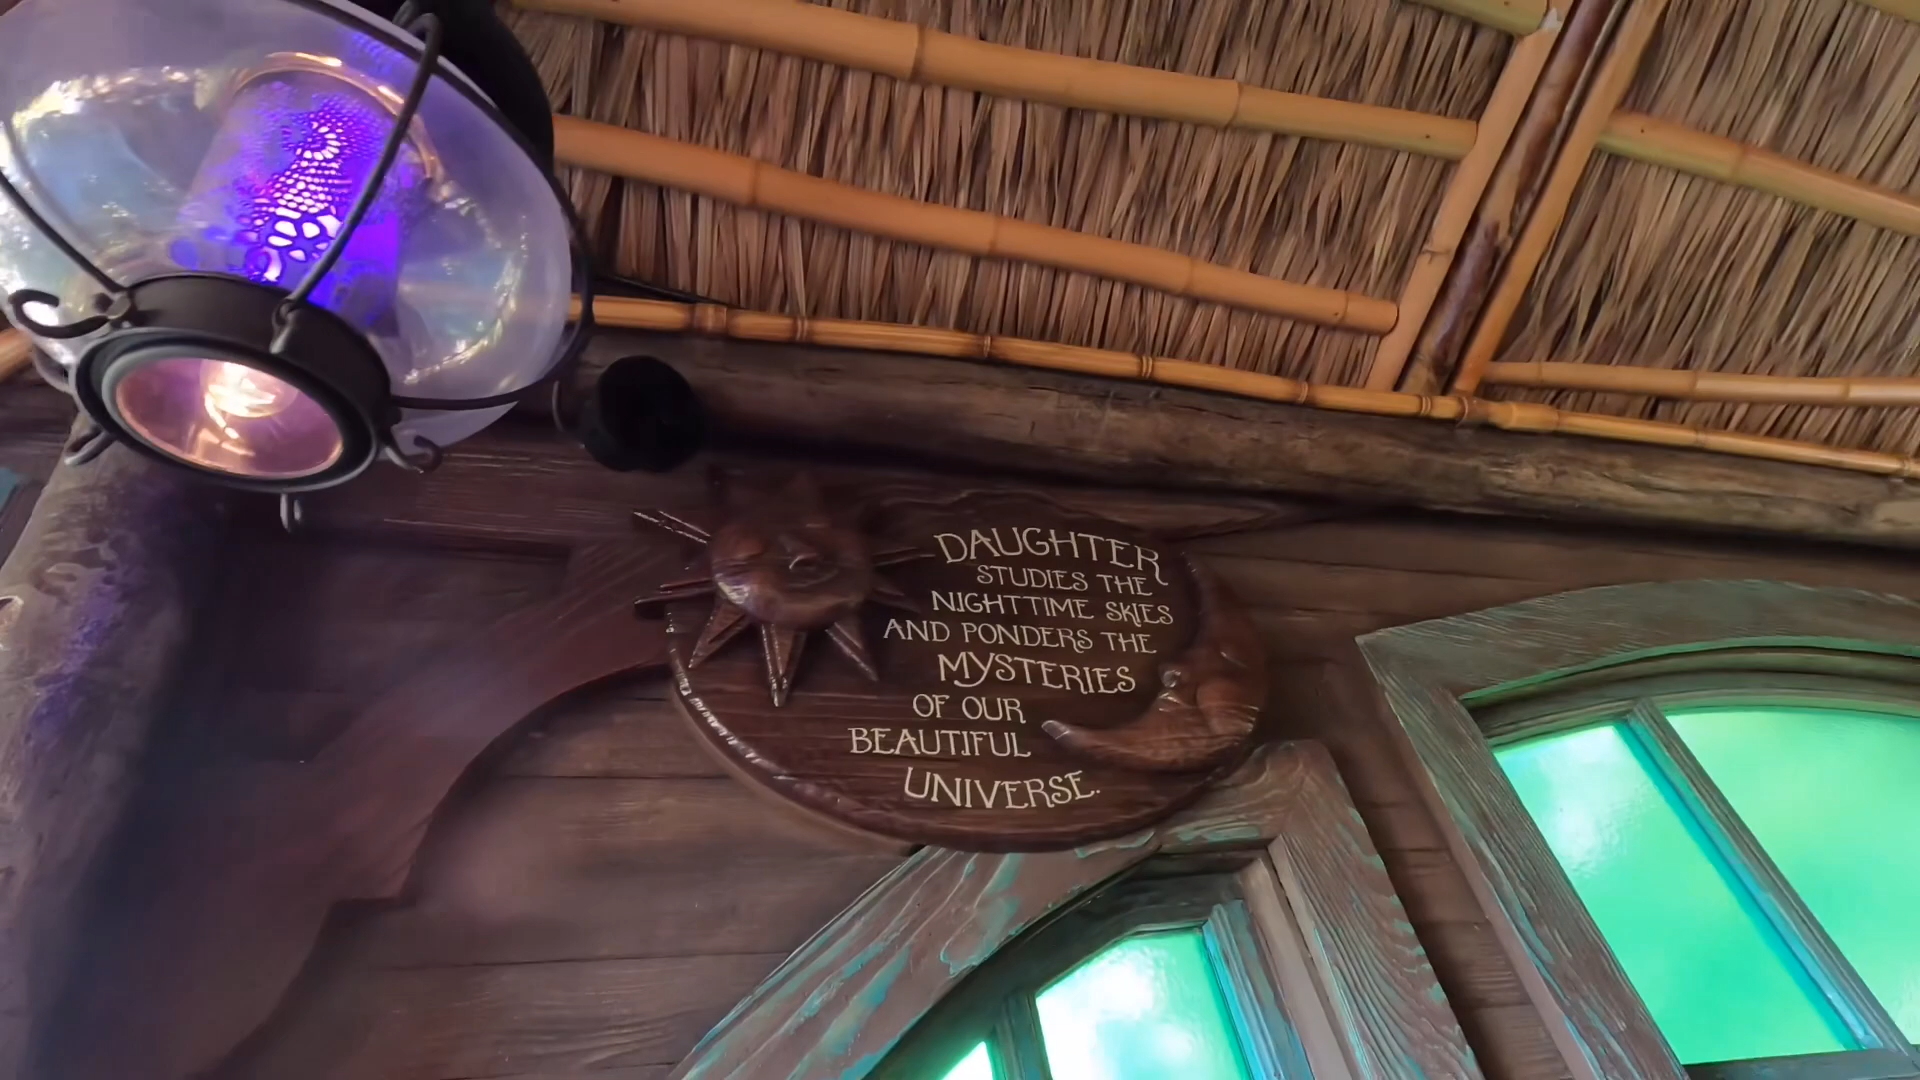 DAUGHTER
STUDIES THE
NIGHTTIME SKIES
AND PONDERS THE
MYSTERIES
OF OUR
BEAUTIFUL
UNIVERSE.